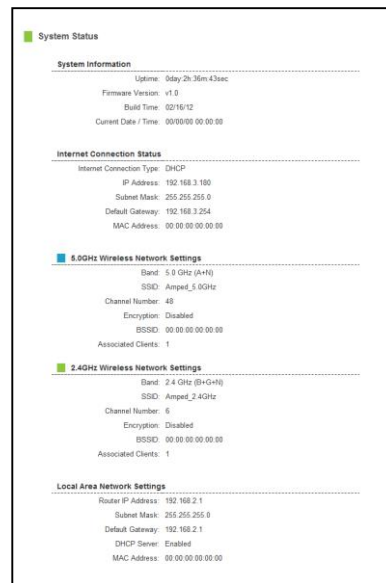 System Status
System Information
Uptime: 0day:2h:36m:43sec
Firmware Version: v1.0
Build Time: 02/16/12
Current Date / Time: 00/00/00 00:00:00
Internet Connection Status
Internet Connection Type: DHCP
IP Address: 192.168.3.180
Subnet Mask: 255.255.255.0
Default Gateway: 192.168.3.254
MAC Address: 00:00:00:00:00:00
5.0GHz Wireless Network Settings
Band: 5.0 GHz (A+N)
SSID: Amped_5.0GHz
Channel Number: 48
Encryption: Disabled
BSSID: 00:00:00:00:00:00
Associated Clients: 1
2.4GHz Wireless Network Settings
Band: 2.4 GHz (B+G+N)
SSID: Amped_2.4GHz
Channel Number: 6
Encryption: Disabled
BSSID: 00:00:00:00:00:00
Associated Clients: 1
Local Area Network Settings
Router IP Address: 192.168.2.1
Subnet Mask: 255.255.255.0
Default Gateway: 192.168.2.1
DHCP Server: Enabled
MAC Address: 00:00:00:00:00:00